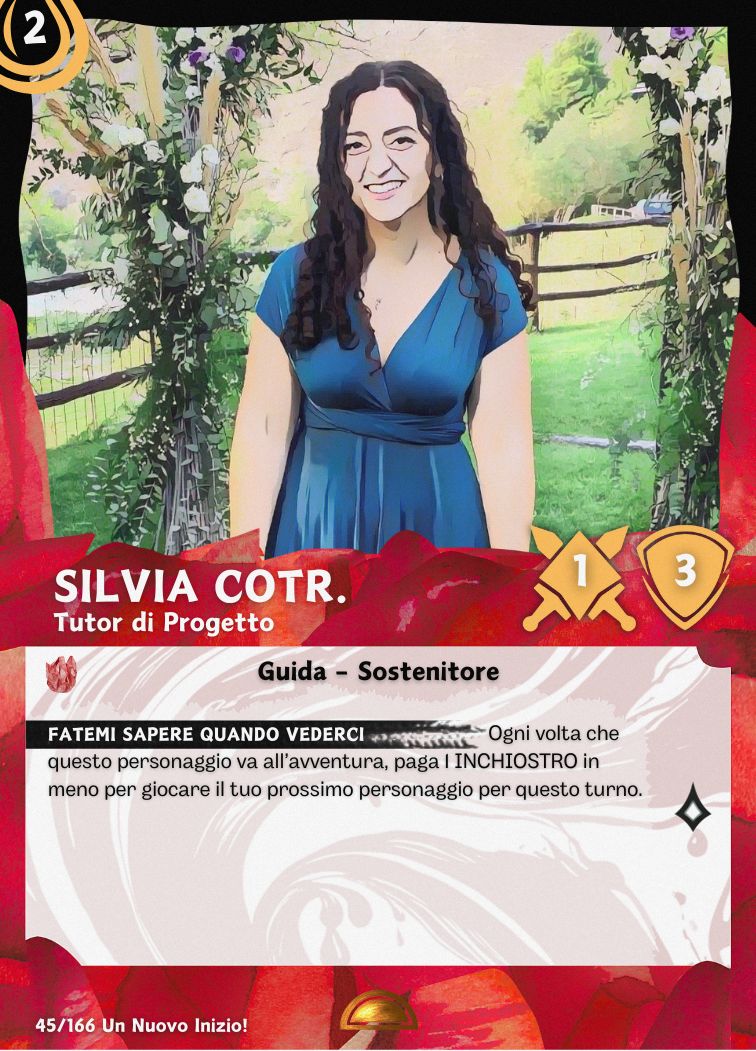 2
SILVIA COTR.
Tutor di Progetto
1
3
Guida - Sostenitore
FATEMI SAPERE QUANDO VEDERCI Ogni volta che
questo personaggio va all'avventura, paga 1 INCHIOSTRO in
meno per giocare il tuo prossimo personaggio per questo turno.
45/166 Un Nuovo Inizio!